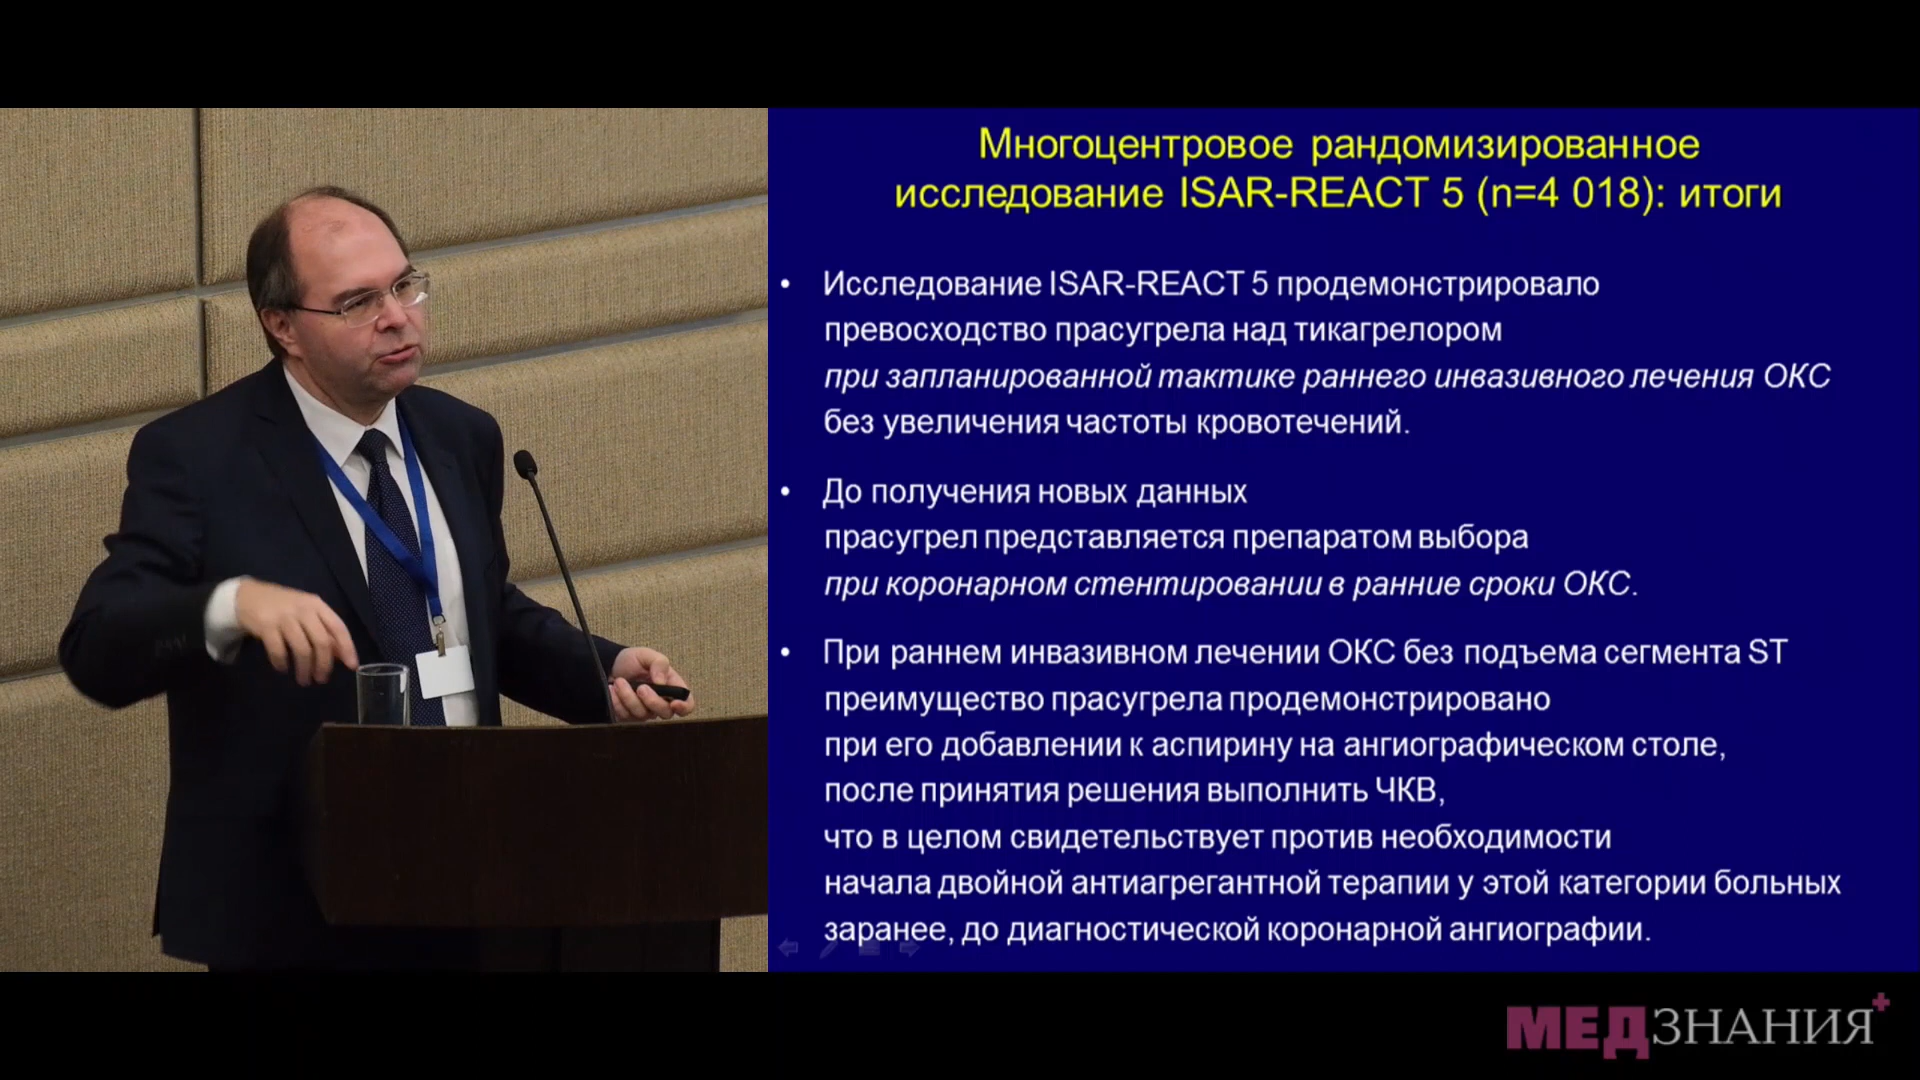 Многоцентровое рандомизированное
исследование ISAR-REACT 5 (n=4 018): итоги
• Исследование ISAR-REACT 5 продемонстрировало
превосходство прасугрела над тикагрелором
при запланированной тактике раннего инвазивного лечения ОКС
без увеличения частоты кровотечений.
• До получения новых данных
прасугрел представляется препаратом выбора
при коронарном стентировании в ранние сроки ОКС.
• При раннем инвазивном лечении ОКС без подъема сегмента ST
преимущество прасугрела продемонстрировано
при его добавлении к аспирину на ангиографическом столе,
после принятия решения выполнить ЧКВ,
что в целом свидетельствует против необходимости
начала двойной антиагрегантной терапии у этой категории больных
заранее, до диагностической коронарной ангиографии.
МЕДЗНАНИЯ+